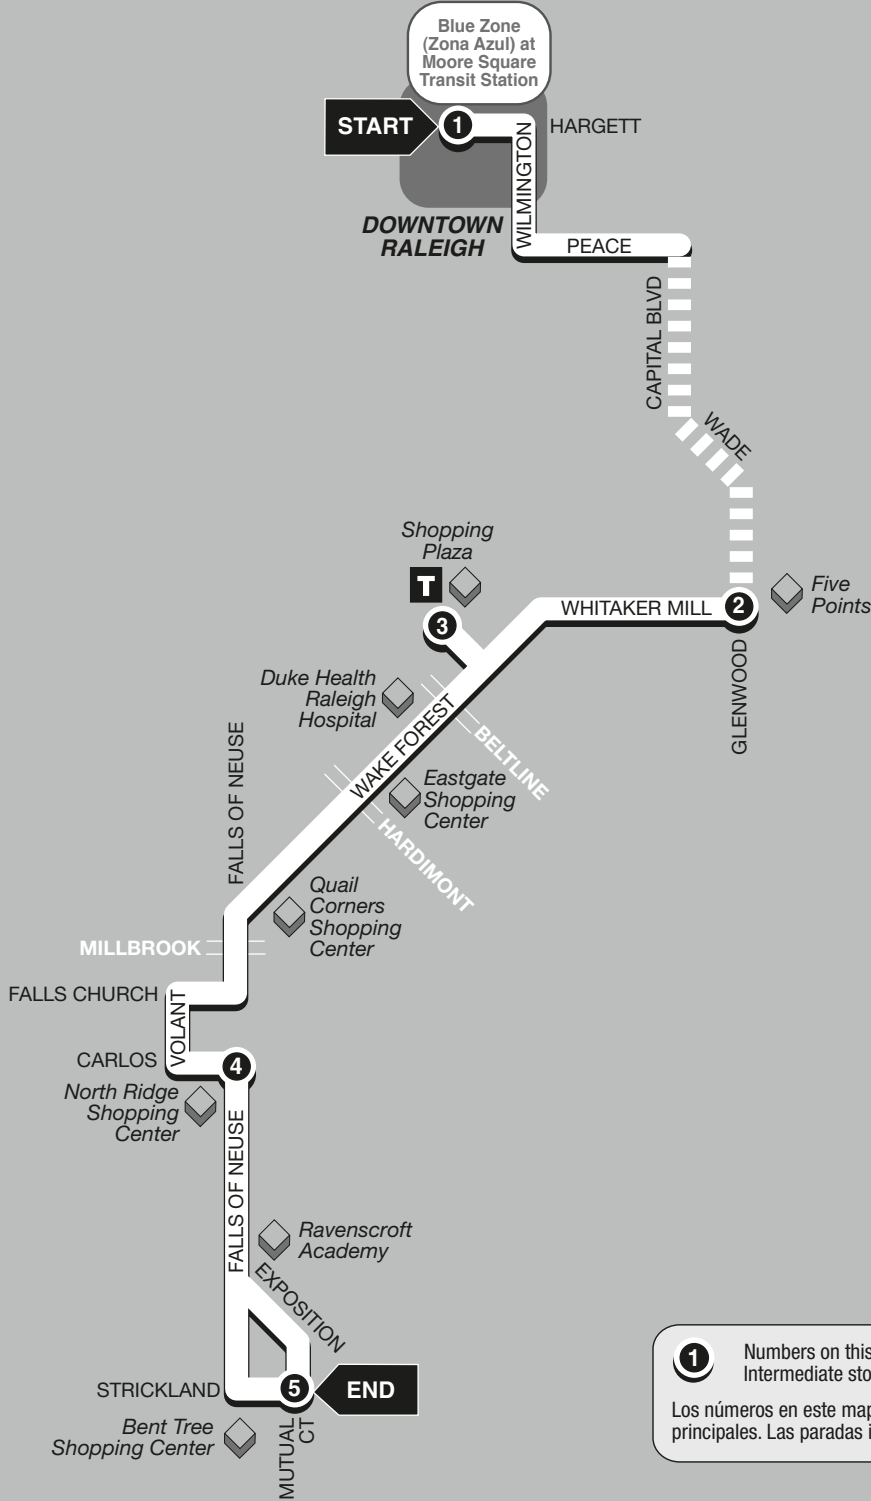 Blue Zone
(Zona Azul) at
Moore Square
Transit Station
START
1
HARGETT
WILMINGTON
DOWNTOWN
RALEIGH
PEACE
CAPITAL BLVD
WADE
Shopping
Plaza
T
3
WHITAKER MILL
2
Five
Points
GLENWOOD
Duke Health
Raleigh
Hospital
BELTLINE
WAKE FOREST
Eastgate
Shopping
Center
HARDIMONT
FALLS OF NEUSE
Quail
Corners
Shopping
Center
MILLBROOK
FALLS CHURCH
VOLANT
CARLOS
4
North Ridge
Shopping
Center
FALLS OF NEUSE
Ravenscroft
Academy
EXPOSITION
STRICKLAND
5
END
MUTUAL
CT
Bent Tree
Shopping Center
1
Numbers on this
Intermediate sto
Los números en este map
principales. Las paradas i